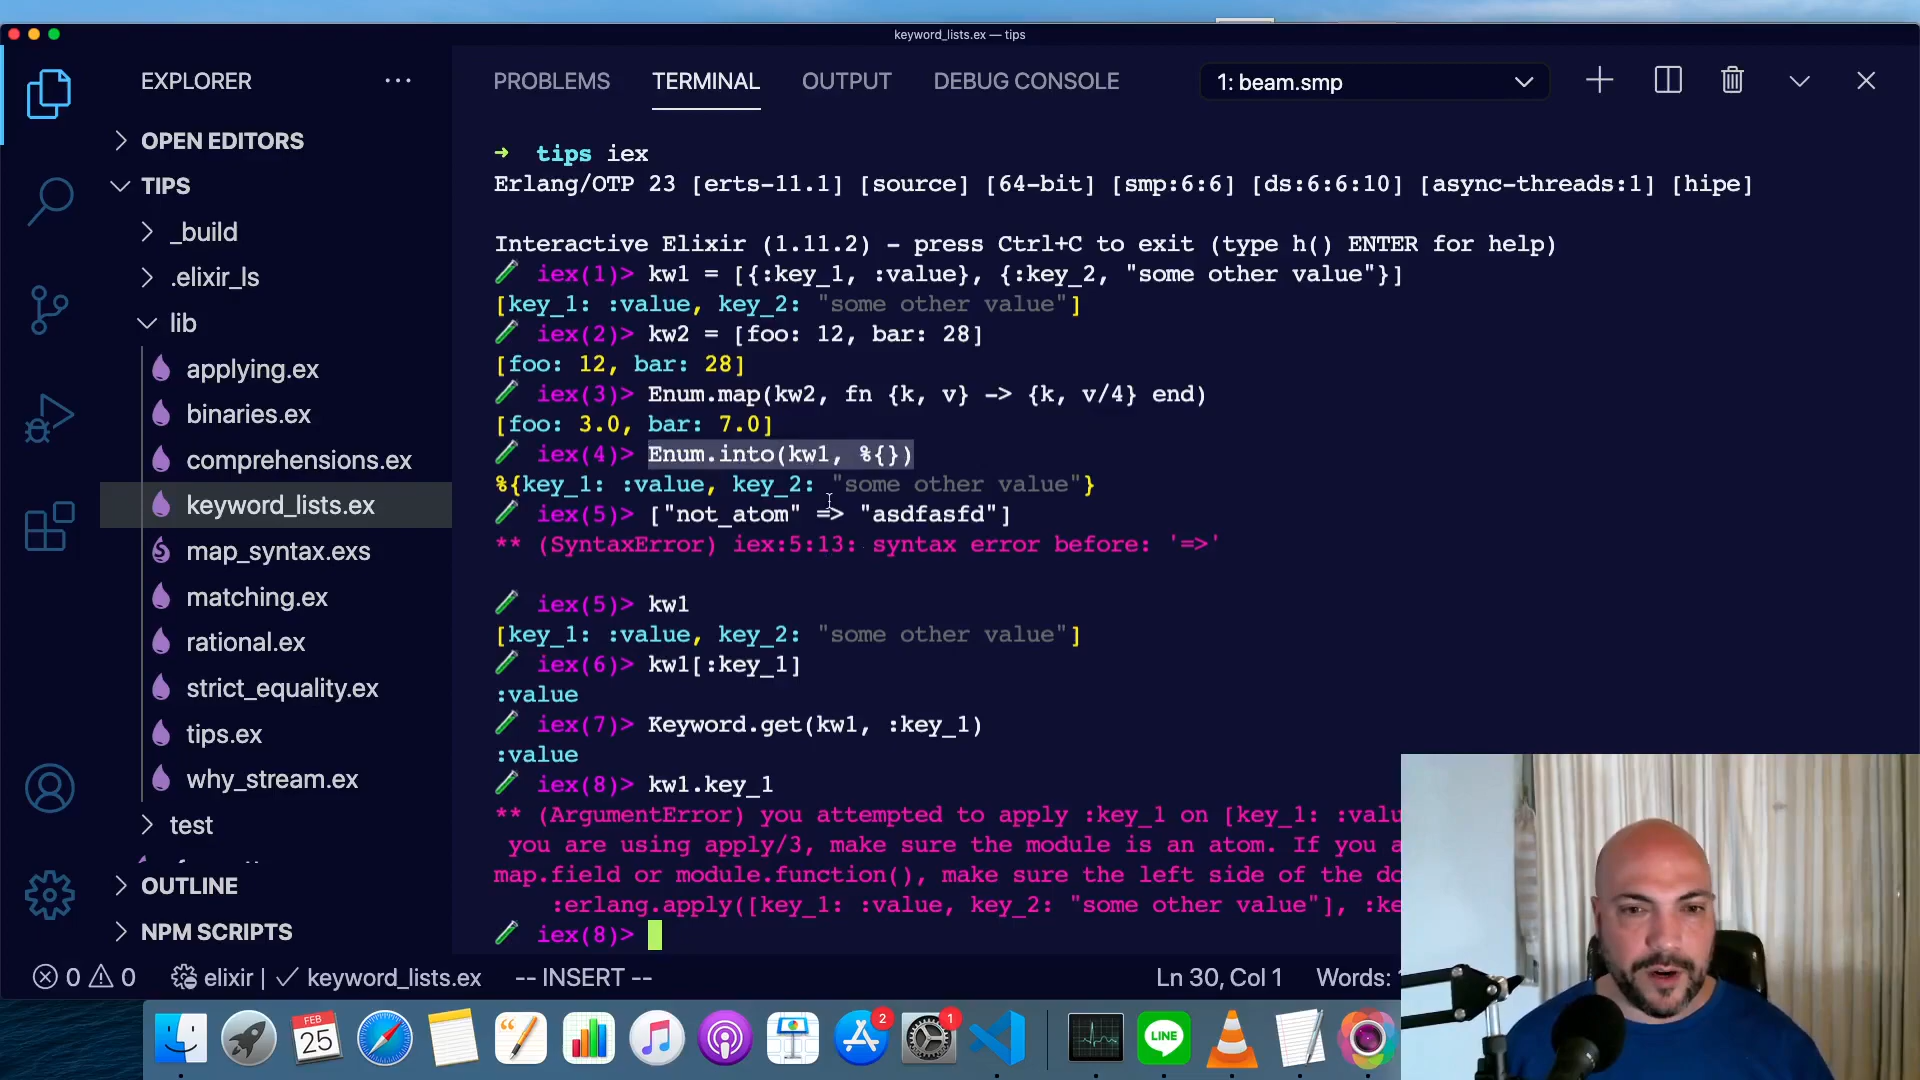 keyword_lists.ex — tips
EXPLORER
PROBLEMS TERMINAL OUTPUT DEBUG CONSOLE 1: beam.smp
OPEN EDITORS
TIPS
_build
.elixir_ls
lib
applying.ex
binaries.ex
comprehensions.ex
keyword_lists.ex
map_syntax.exs
matching.ex
rational.ex
strict_equality.ex
tips.ex
why_stream.ex
test
OUTLINE
NPM SCRIPTS
➜ tips iex
Erlang/OTP 23 [erts-11.1] [source] [64-bit] [smp:6:6] [ds:6:6:10] [async-threads:1] [hipe]
Interactive Elixir (1.11.2) – press Ctrl+C to exit (type h() ENTER for help)
iex(1)> kw1 = [{:key_1, :value}, {:key_2, "some other value"}]
[key_1: :value, key_2: "some other value"]
iex(2)> kw2 = [foo: 12, bar: 28]
[foo: 12, bar: 28]
iex(3)> Enum.map(kw2, fn {k, v} -> {k, v/4} end)
[foo: 3.0, bar: 7.0]
iex(4)> Enum.into(kw1, %{})
%{key_1: :value, key_2: "some other value"}
iex(5)> ["not_atom" => "asdfasfd"]
** (SyntaxError) iex:5:13: syntax error before: '=>'
iex(5)> kw1
[key_1: :value, key_2: "some other value"]
iex(6)> kw1[:key_1]
:value
iex(7)> Keyword.get(kw1, :key_1)
:value
iex(8)> kw1.key_1
** (ArgumentError) you attempted to apply :key_1 on [key_1: :valu
you are using apply/3, make sure the module is an atom. If you a
map.field or module.function(), make sure the left side of the do
:erlang.apply([key_1: :value, key_2: "some other value"], :ke
iex(8)>
0 0 elixir | ✓ keyword_lists.ex -- INSERT -- Ln 30, Col 1 Words:
FEB
25
2
1
LINE